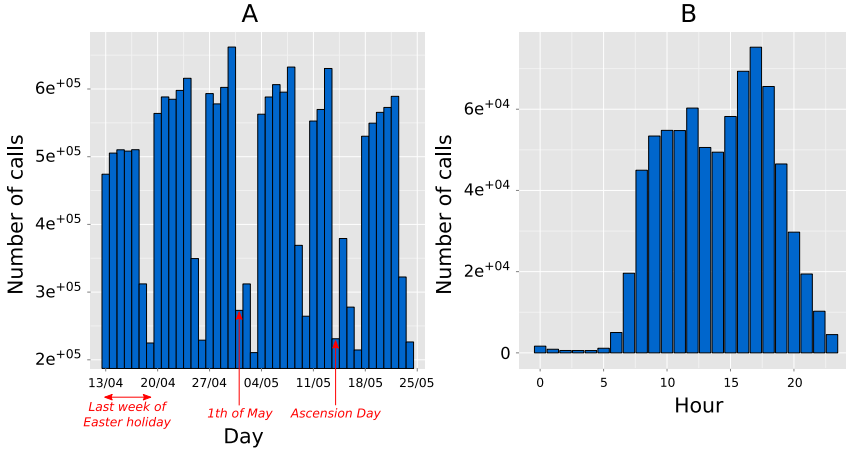 A
Number of calls
6e+05
5e+05
4e+05
3e+05
2e+05
13/04 20/04 27/04 04/05 11/05 18/05 25/05
Last week of
Easter holiday
1th of May
Ascension Day
Day
B
Number of calls
6e+04
4e+04
2e+04
0
0 5 10 15 20
Hour